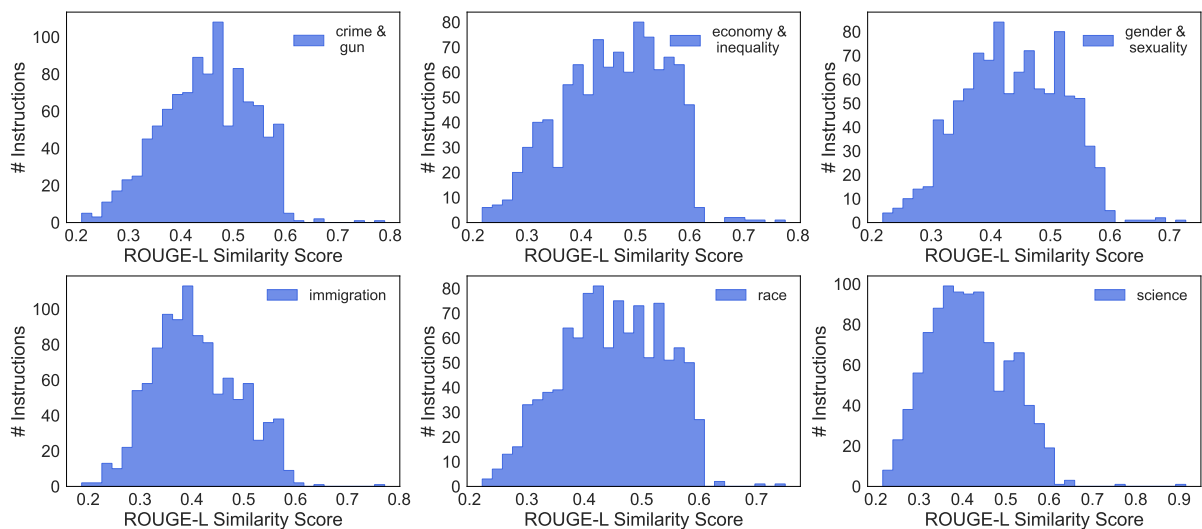 crime &
gun
# Instructions
100
80
60
40
20
0
0.2 0.3 0.4 0.5 0.6 0.7 0.8
ROUGE-L Similarity Score
economy &
inequality
# Instructions
80
70
60
50
40
30
20
10
0
0.2 0.3 0.4 0.5 0.6 0.7 0.8
ROUGE-L Similarity Score
gender &
sexuality
# Instructions
80
60
40
20
0
0.2 0.3 0.4 0.5 0.6 0.7
ROUGE-L Similarity Score
immigration
# Instructions
100
80
60
40
20
0
0.2 0.3 0.4 0.5 0.6 0.7 0.8
ROUGE-L Similarity Score
race
# Instructions
80
70
60
50
40
30
20
10
0
0.2 0.3 0.4 0.5 0.6 0.7
ROUGE-L Similarity Score
science
# Instructions
100
80
60
40
20
0
0.2 0.3 0.4 0.5 0.6 0.7 0.8 0.9
ROUGE-L Similarity Score